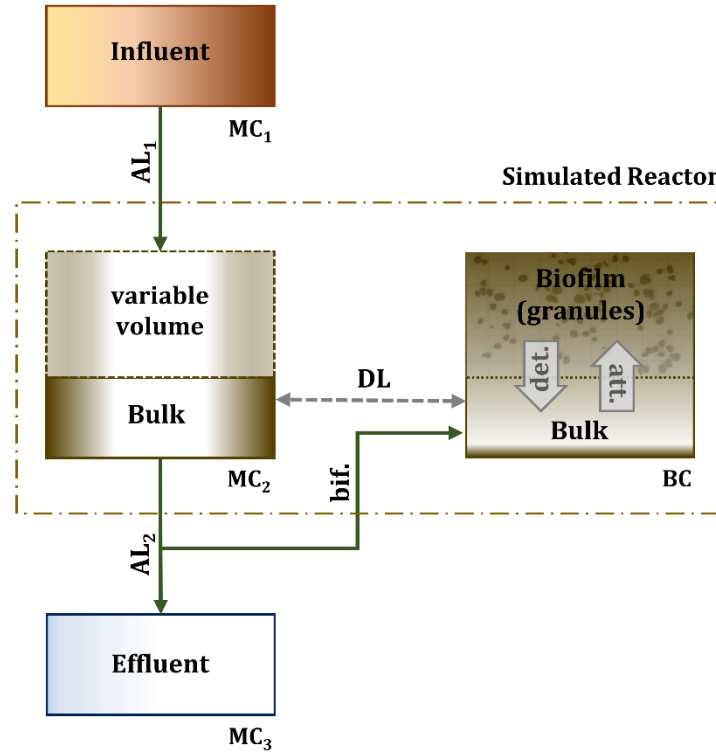 Influent
MC₁
AL₁
Simulated Reactor
variable
volume
Bulk
MC₂
DL
Biofilm
(granules)
det.
att.
Bulk
BC
bif.
AL₂
Effluent
MC₃